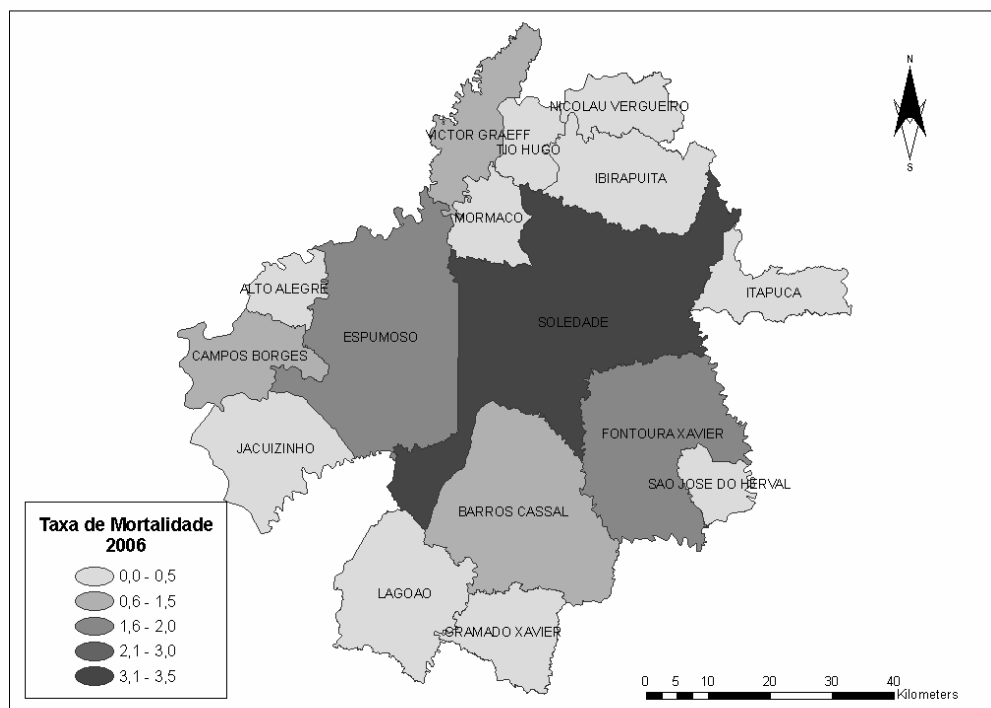 N
S
NICOLAU VERGUEIRO
VICTOR GRAEFF
TIO HUGO
IBIRAPUITA
MORMACO
ALTO ALEGRE
ITAPUCA
SOLEDADE
ESPUMOSO
CAMPOS BORGES
JACUIZINHO
FONTOURA XAVIER
SAO JOSE DO HERVAL
BARROS CASSAL
LAGOAO
GRAMADO XAVIER
Taxa de Mortalidade
2006
0,0 - 0,5
0,6 - 1,5
1,6 - 2,0
2,1 - 3,0
3,1 - 3,5
0 5 10 20 30 40
Kilometers